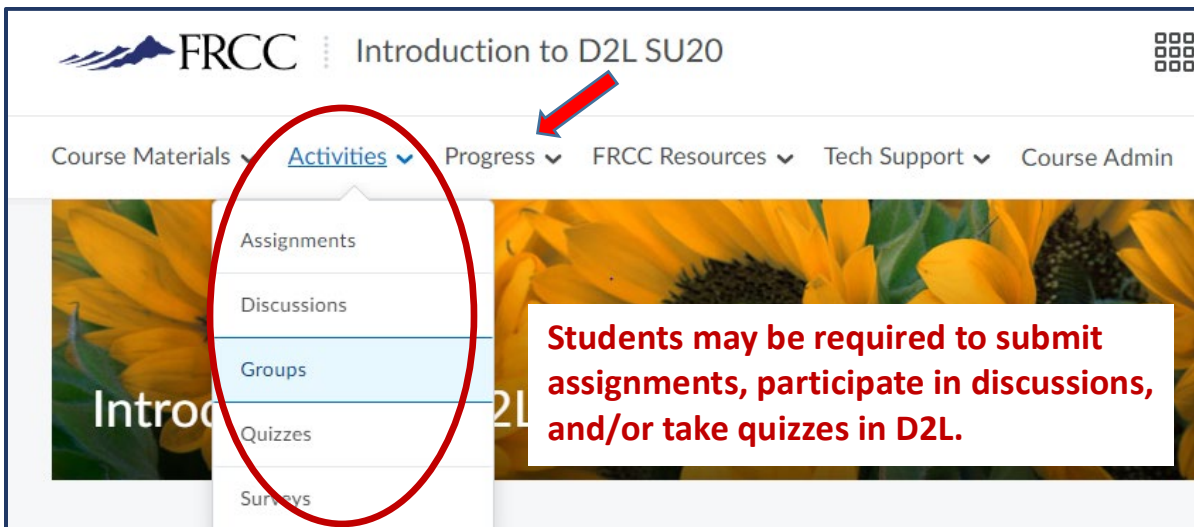 FRCC Introduction to D2L SU20
Course Materials Activities Progress FRCC Resources Tech Support Course Admin
Assignments
Discussions
Groups
Quizzes
Surveys
Students may be required to submit
assignments, participate in discussions,
and/or take quizzes in D2L.